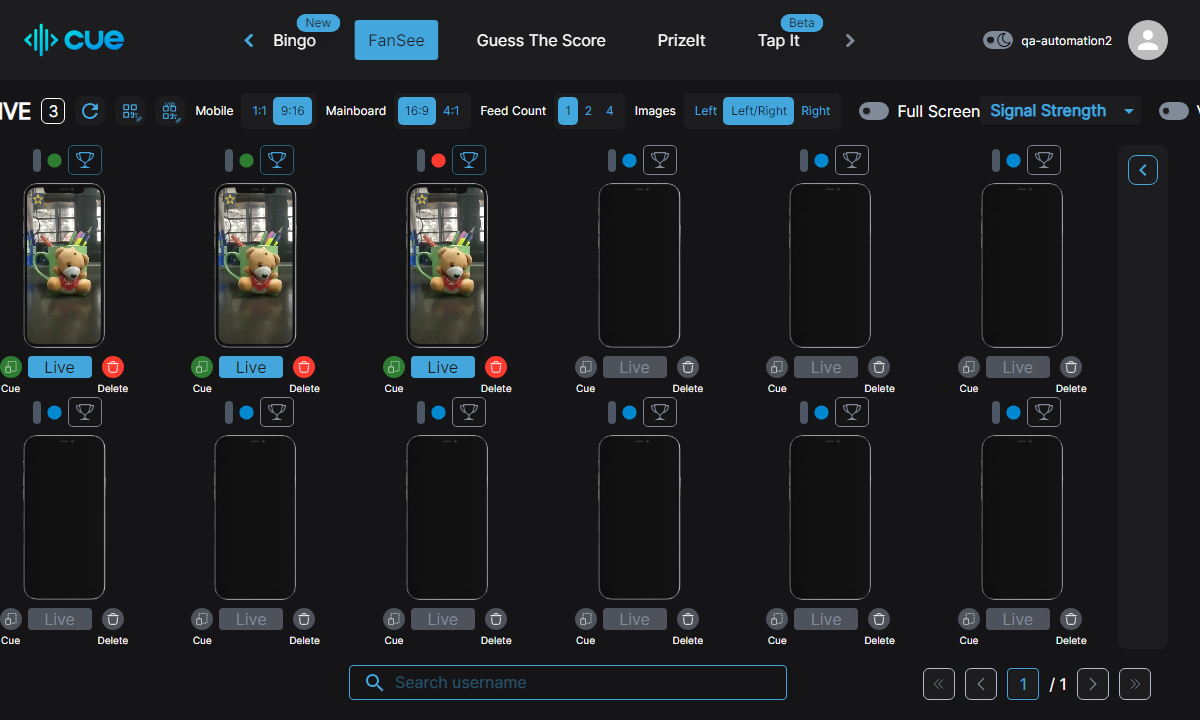 cue
Bingo
New
FanSee
Guess The Score
PrizeIt
Tap It
Beta
qa-automation2
IVE
3
Mobile
1:1
9:16
Mainboard
16:9
4:1
Feed Count
1
2
4
Images
Left
Left/Right
Right
Full Screen
Signal Strength
Live
Live
Live
Live
Live
Live
Cue
Delete
Cue
Delete
Cue
Delete
Cue
Delete
Cue
Delete
Cue
Delete
Live
Live
Live
Live
Live
Live
Cue
Delete
Cue
Delete
Cue
Delete
Cue
Delete
Cue
Delete
Cue
Delete
Search username
1
/ 1